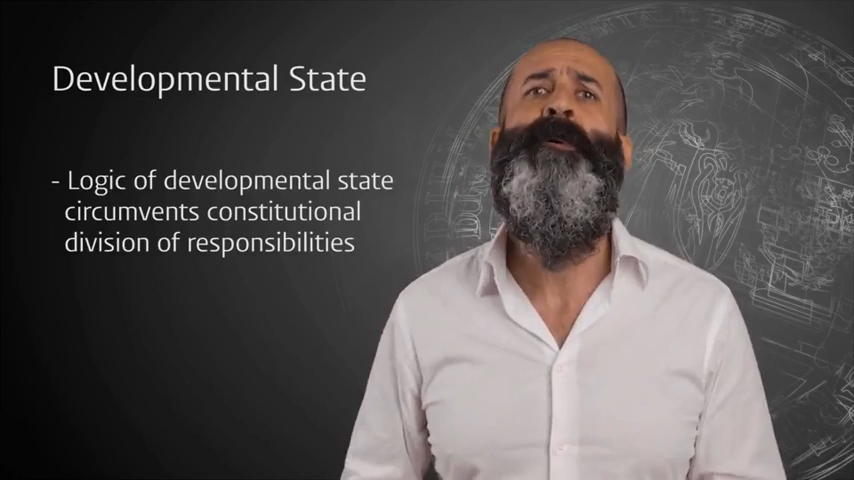 Developmental State
- Logic of developmental state
circumvents constitutional
division of responsibilities